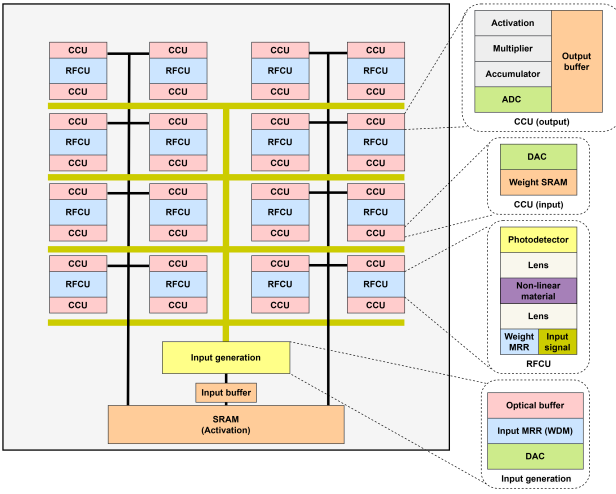 CCU CCU CCU CCU
RFCU RFCU RFCU RFCU
CCU CCU CCU CCU
CCU CCU CCU CCU
RFCU RFCU RFCU RFCU
CCU CCU CCU CCU
CCU CCU CCU CCU
RFCU RFCU RFCU RFCU
CCU CCU CCU CCU
CCU CCU CCU CCU
RFCU RFCU RFCU RFCU
CCU CCU CCU CCU
Input generation
Input buffer
SRAM
(Activation)
Activation
Multiplier
Accumulator
ADC
Output
buffer
CCU (output)
DAC
Weight SRAM
CCU (input)
Photodetector
Lens
Non-linear
material
Lens
Weight
MRR
Input
signal
RFCU
Optical buffer
Input MRR (WDM)
DAC
Input generation